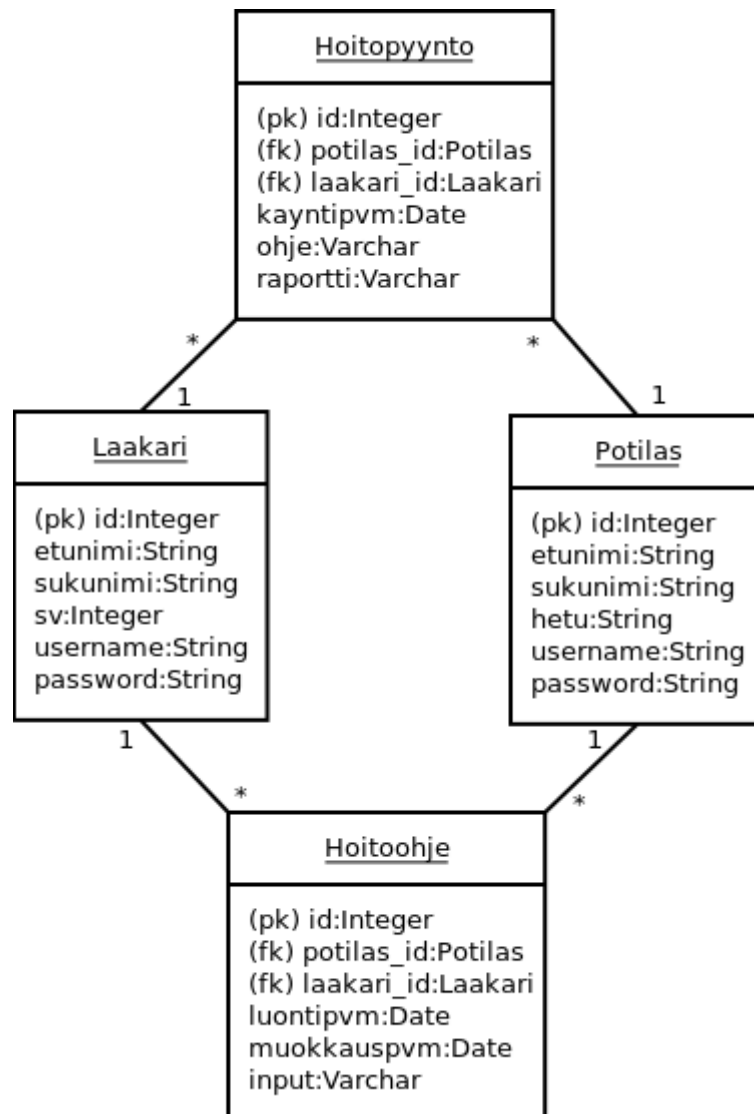 Hoitopyynto
(pk) id:Integer
(fk) potilas_id:Potilas
(fk) laakari_id:Laakari
kayntipvm:Date
ohje:Varchar
raportti:Varchar
*
*
1
1
Laakari
(pk) id:Integer
etunimi:String
sukunimi:String
sv:Integer
username:String
password:String
Potilas
(pk) id:Integer
etunimi:String
sukunimi:String
hetu:String
username:String
password:String
1
1
*
*
Hoitoohje
(pk) id:Integer
(fk) potilas_id:Potilas
(fk) laakari_id:Laakari
luontipvm:Date
muokkauspvm:Date
input:Varchar